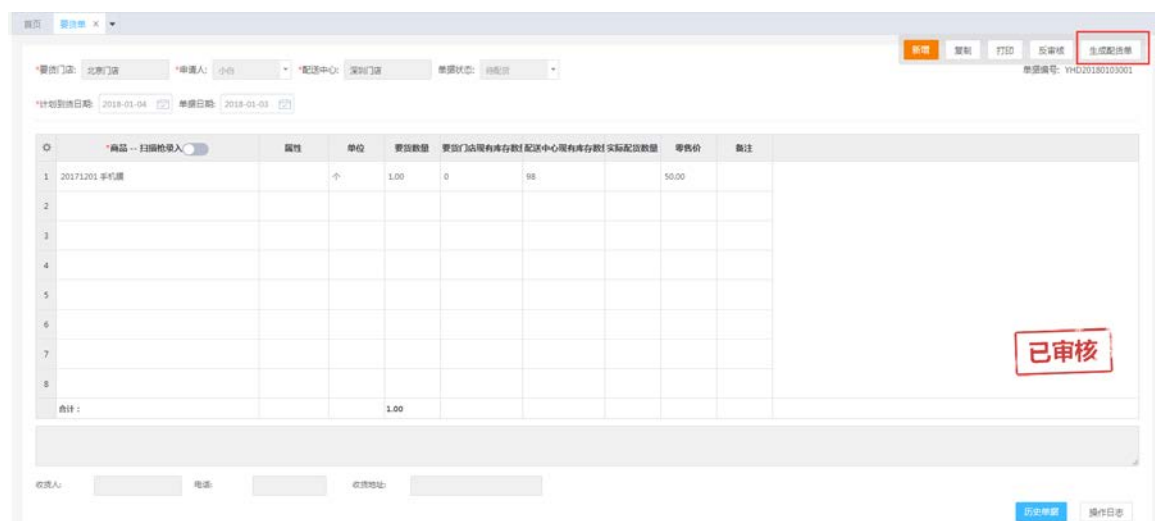 首页 要货单 ×
新增 复制 打印 反审核 生成配货单
*要货门店: 北京门店 *申请人: 小白 *配送中心: 深圳门店 单据状态: 待配货 单据编号: YHD20180103001
*计划到货日期: 2018-01-04 单据日期: 2018-01-03
*商品 -- 扫描枪录入 属性 单位 要货数量 要货门店现有库存数 配送中心现有库存数 实际配货数量 零售价 备注
1 20171201 手机膜 个 1.00 0 98 50.00
2
3
4
5
6
7
8
已审核
合计: 1.00
收货人: 电话: 收货地址:
历史单据 操作日志